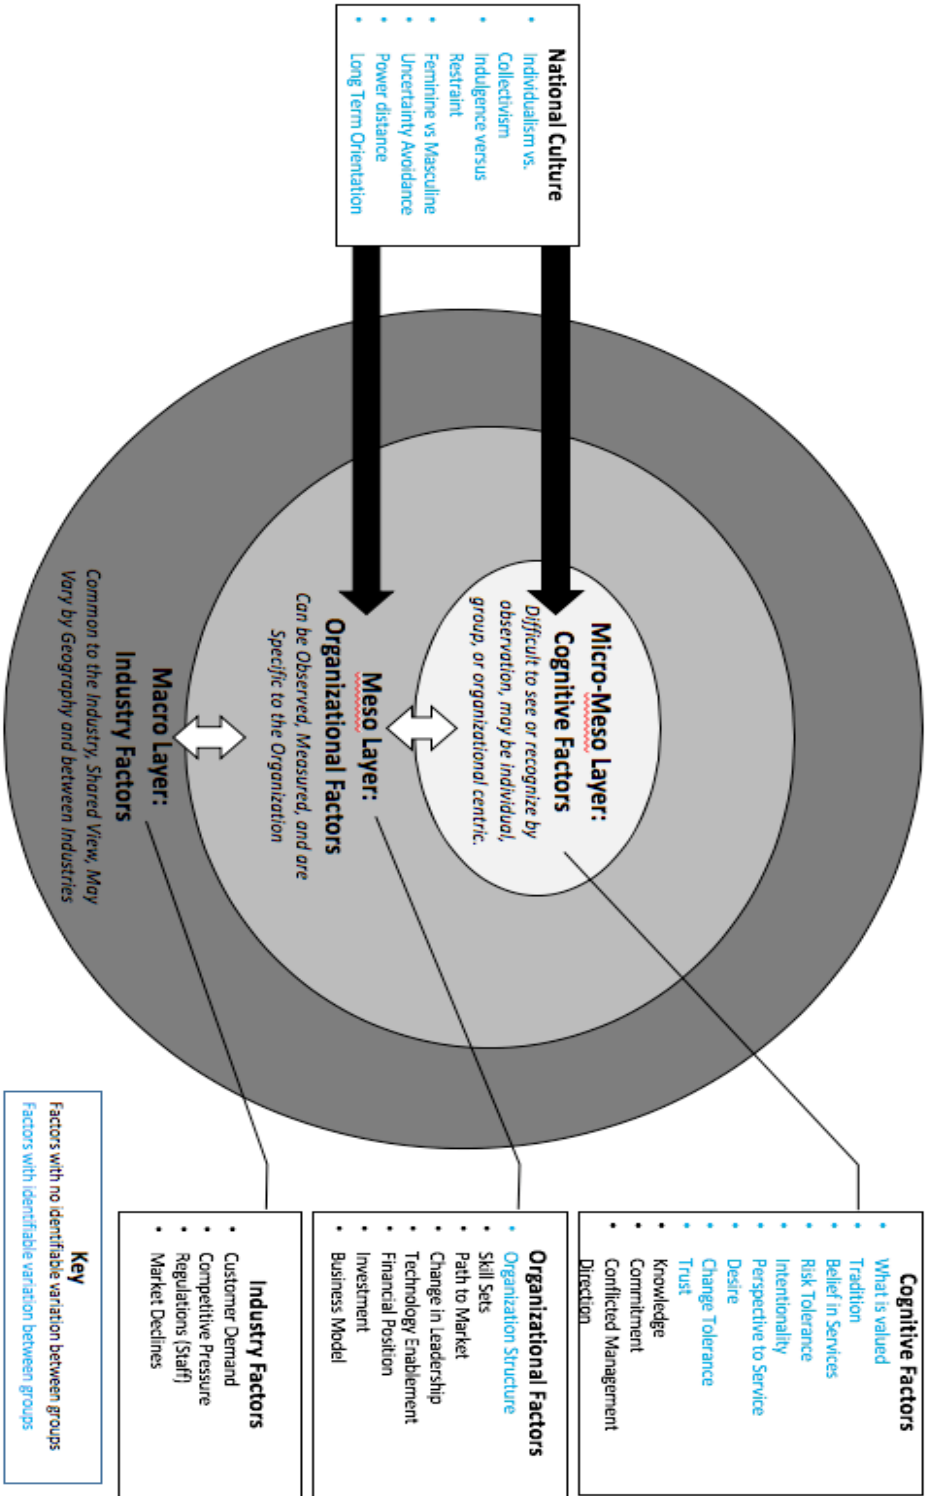 National Culture
• Individualism vs.
Collectivism
• Indulgence versus
Restraint
• Feminine vs Masculine
• Uncertainty Avoidance
• Power distance
• Long Term Orientation
Micro-Meso Layer:
Cognitive Factors
Difficult to see or recognize by
observation, may be individual,
group, or organizational centric.
Meso Layer:
Organizational Factors
Can be Observed, Measured, and are
Specific to the Organization
Macro Layer:
Industry Factors
Common to the Industry, Shared View, May
Vary by Geography and between Industries
Cognitive Factors
• What is valued
• Tradition
• Belief in Services
• Risk Tolerance
• Intentionality
• Perspective to Service
• Desire
• Change Tolerance
• Trust
• Knowledge
• Commitment
• Conflicted Management
Direction
Organizational Factors
• Organization Structure
• Skill Sets
• Path to Market
• Change in Leadership
• Technology Enablement
• Financial Position
• Investment
• Business Model
Industry Factors
• Customer Demand
• Competitive Pressure
• Regulations (Staff)
• Market Declines
Key
Factors with no identifiable variation between groups
Factors with identifiable variation between groups